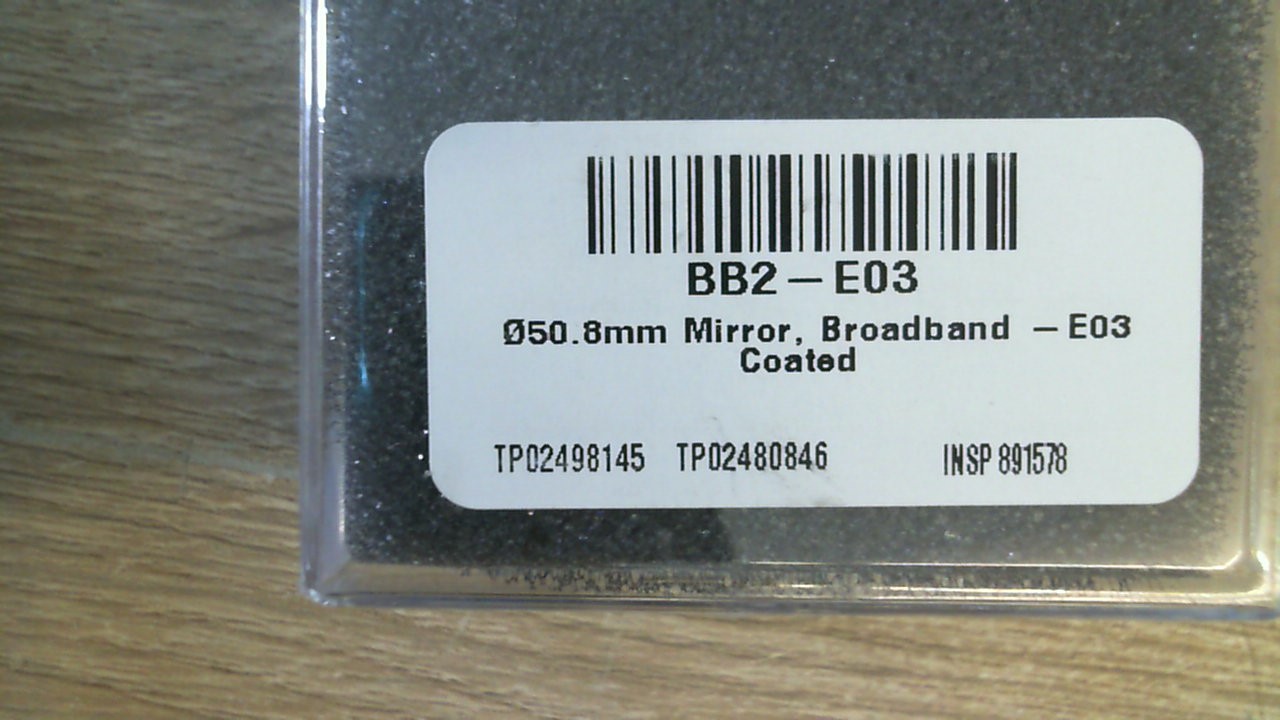 BB2-E03
Ø50.8mm Mirror, Broadband -E03
Coated
TP02498145 TP02480846 INSP 891578